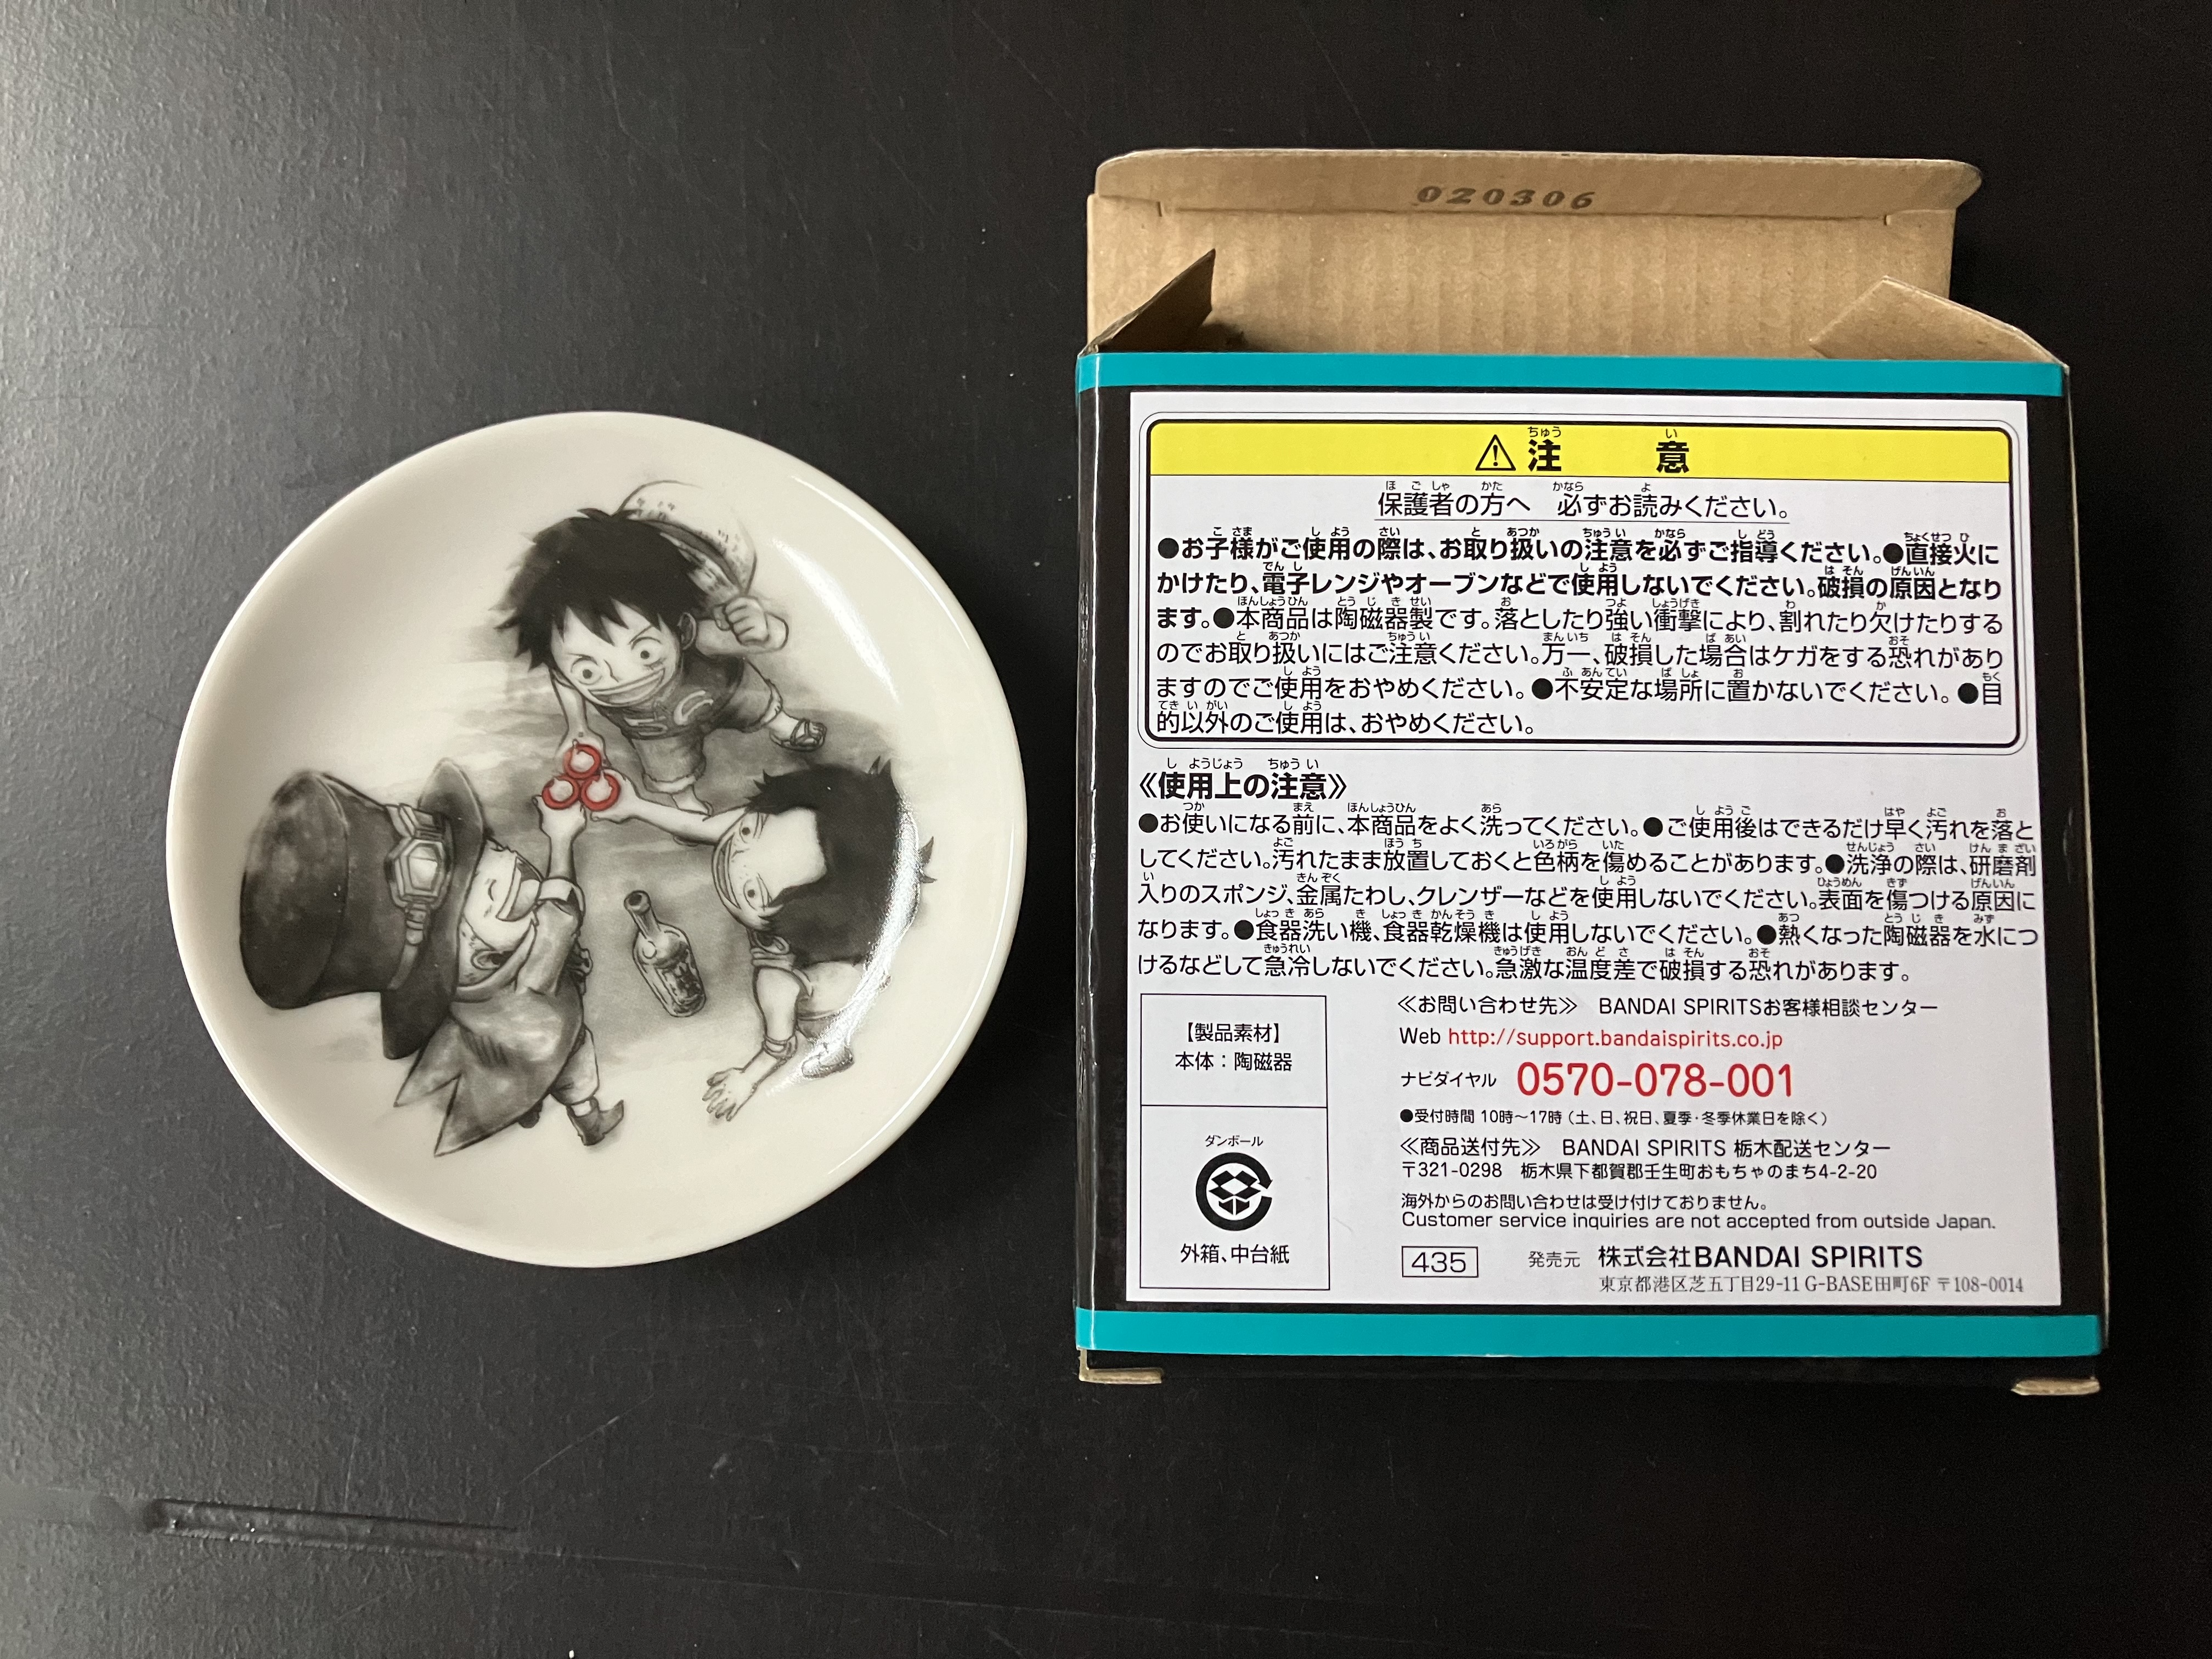 020306
⚠注意
保護者の方へ 必ずお読みください。
●お子様がご使用の際は、お取り扱いの注意を必ずご指導ください。●直接火に
かけたり、電子レンジやオーブンなどで使用しないでください。破損の原因となり
ます。●本商品は陶磁器製です。落としたり強い衝撃により、割れたり欠けたりする
のでお取り扱いにはご注意ください。万一、破損した場合はケガをする恐れがあり
ますのでご使用をおやめください。●不安定な場所に置かないでください。●目
的以外のご使用は、おやめください。
《使用上の注意》
●お使いになる前に、本商品をよく洗ってください。●ご使用後はできるだけ早く汚れを落と
してください。汚れたまま放置しておくと色柄を傷めることがあります。●洗浄の際は、研磨剤
入りのスポンジ、金属たわし、クレンザーなどを使用しないでください。表面を傷つける原因に
なります。●食器洗い機、食器乾燥機は使用しないでください。●熱くなった陶磁器を水につ
けるなどして急冷しないでください。急激な温度差で破損する恐れがあります。
【製品素材】
本体：陶磁器
ダンボール
外箱、中台紙
≪お問い合わせ先≫ BANDAI SPIRITSお客様相談センター
Web http://support.bandaispirits.co.jp
ナビダイヤル 0570-078-001
●受付時間 10時～17時（土、日、祝日、夏季・冬季休業日を除く）
≪商品送付先≫ BANDAI SPIRITS 栃木配送センター
〒321-0298 栃木県下都賀郡壬生町おもちゃのまち4-2-20
海外からのお問い合わせは受け付けておりません。
Customer service inquiries are not accepted from outside Japan.
435 発売元 株式会社BANDAI SPIRITS
東京都港区芝五丁目29-11 G-BASE田町6F 〒108-0014